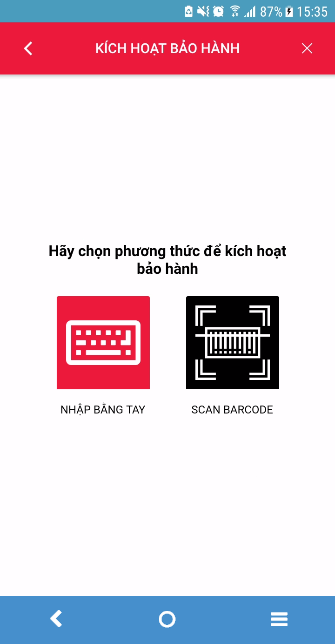 87% 15:35
KÍCH HOẠT BẢO HÀNH
Hãy chọn phương thức để kích hoạt
bảo hành
NHẬP BẰNG TAY
SCAN BARCODE